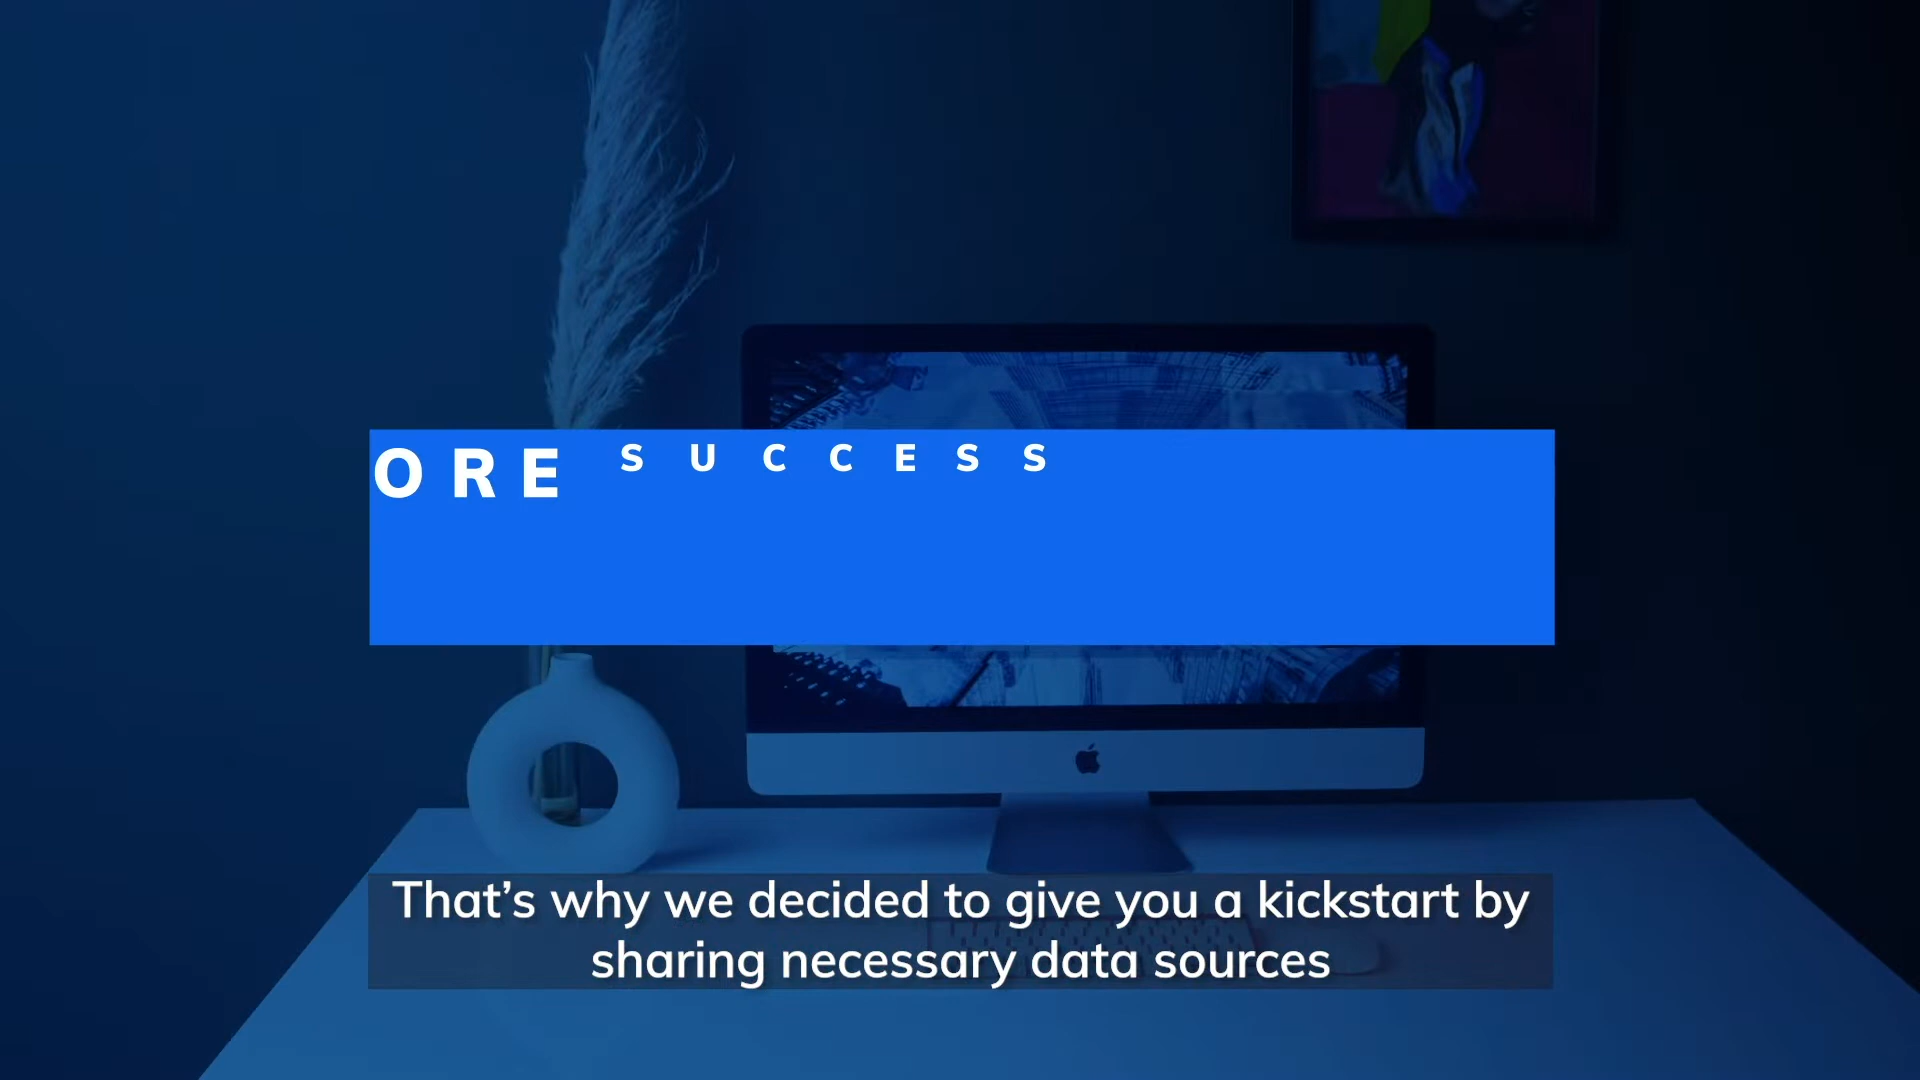 ORE SUCCESS
That’s why we decided to give you a kickstart by
sharing necessary data sources